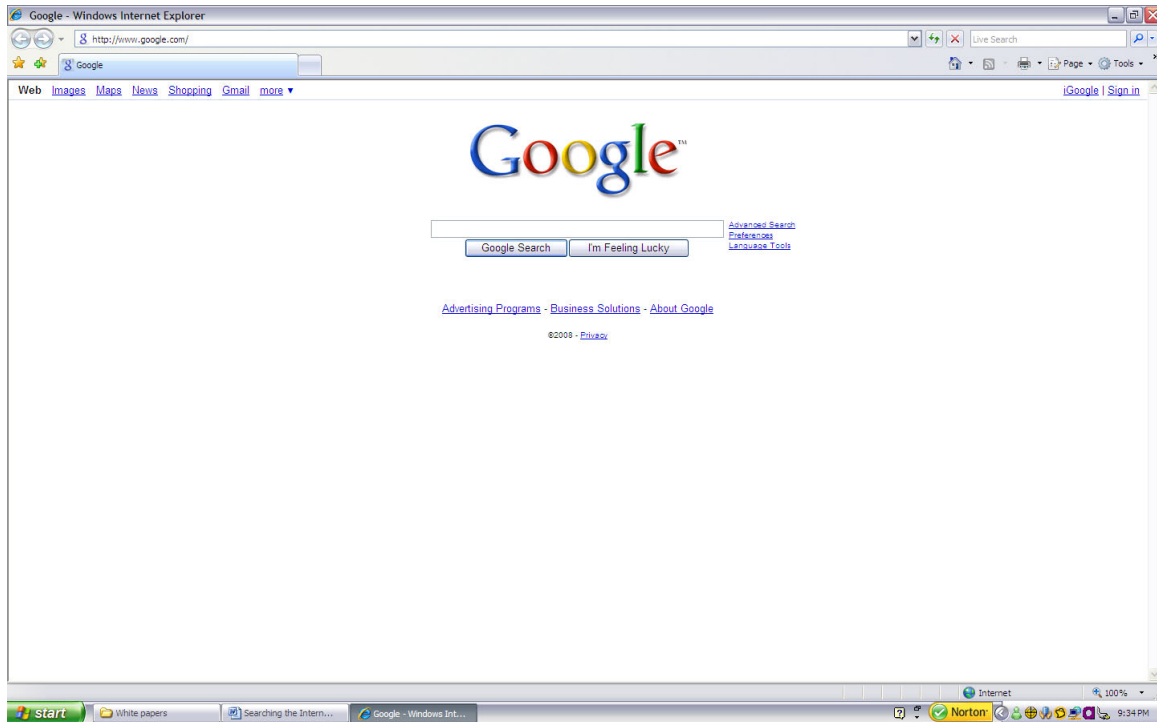 Google - Windows Internet Explorer
http://www.google.com/
Live Search
Google
Page
Tools
Web Images Maps News Shopping Gmail more ▼
iGoogle | Sign in
Google™
Advanced Search
Preferences
Language Tools
Google Search
I'm Feeling Lucky
Advertising Programs - Business Solutions - About Google
©2008 - Privacy
Internet
100%
start
White papers
Searching the Intern...
Google - Windows Int...
Norton
9:34 PM